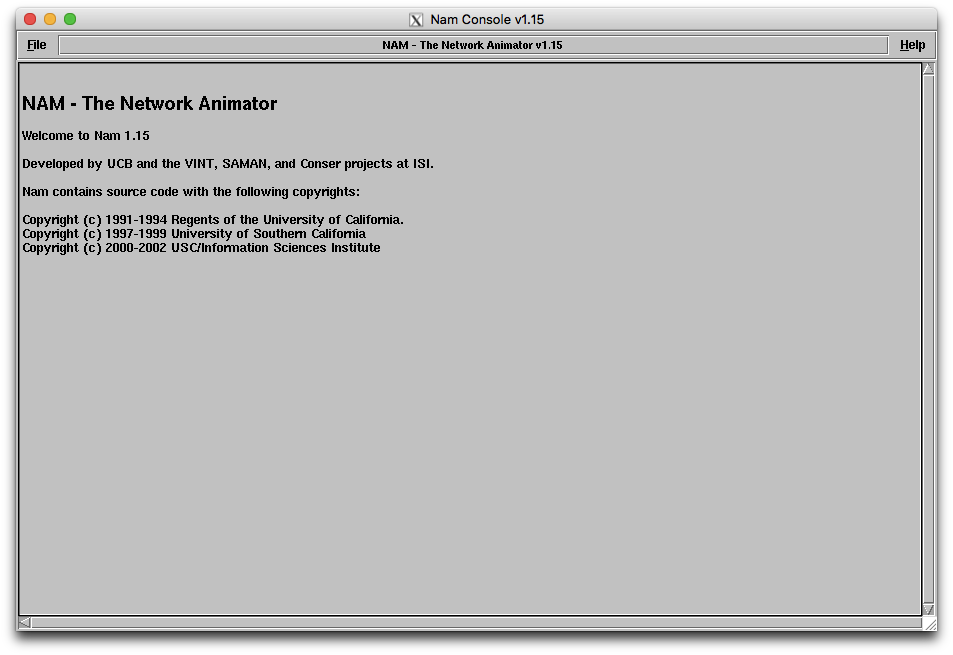 Nam Console v1.15
File
NAM - The Network Animator v1.15
Help
NAM - The Network Animator
Welcome to Nam 1.15
Developed by UCB and the VINT, SAMAN, and Conser projects at ISI.
Nam contains source code with the following copyrights:
Copyright (c) 1991-1994 Regents of the University of California.
Copyright (c) 1997-1999 University of Southern California
Copyright (c) 2000-2002 USC/Information Sciences Institute